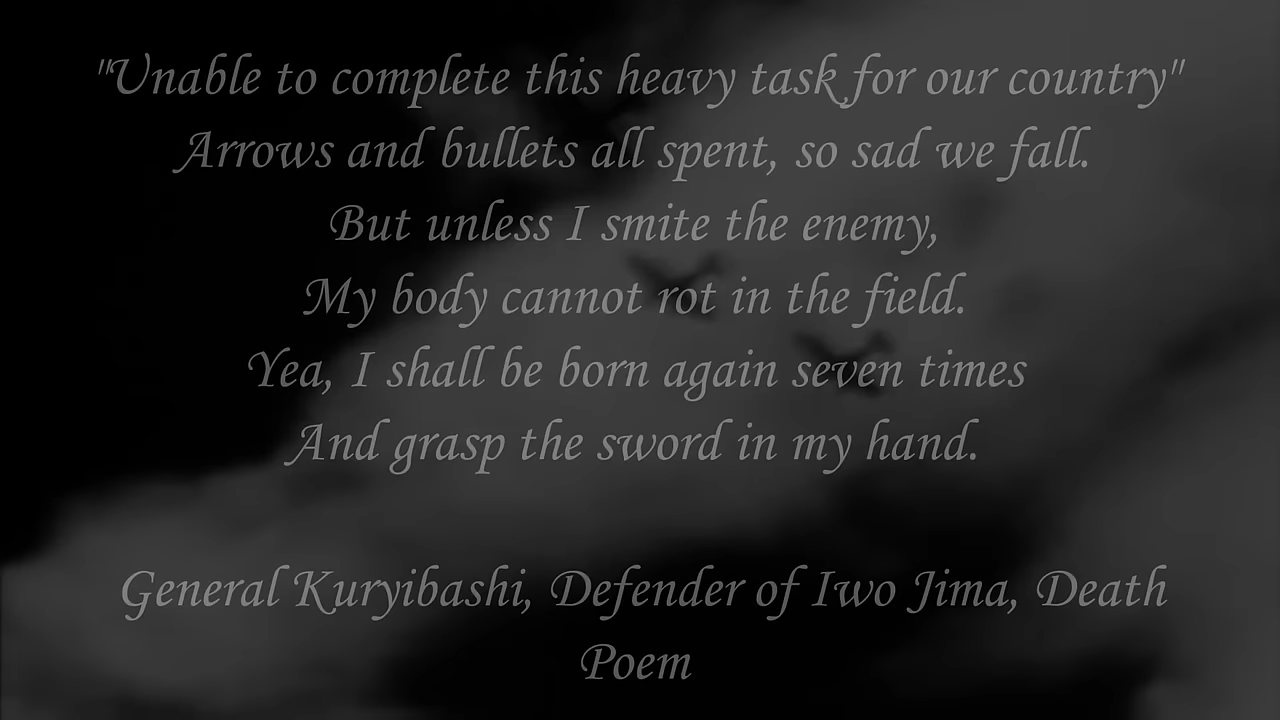 "Unable to complete this heavy task for our country"
Arrows and bullets all spent, so sad we fall.
But unless I smite the enemy,
My body cannot rot in the field.
Yea, I shall be born again seven times
And grasp the sword in my hand.
General Kuryibashi, Defender of Iwo Jima, Death
Poem